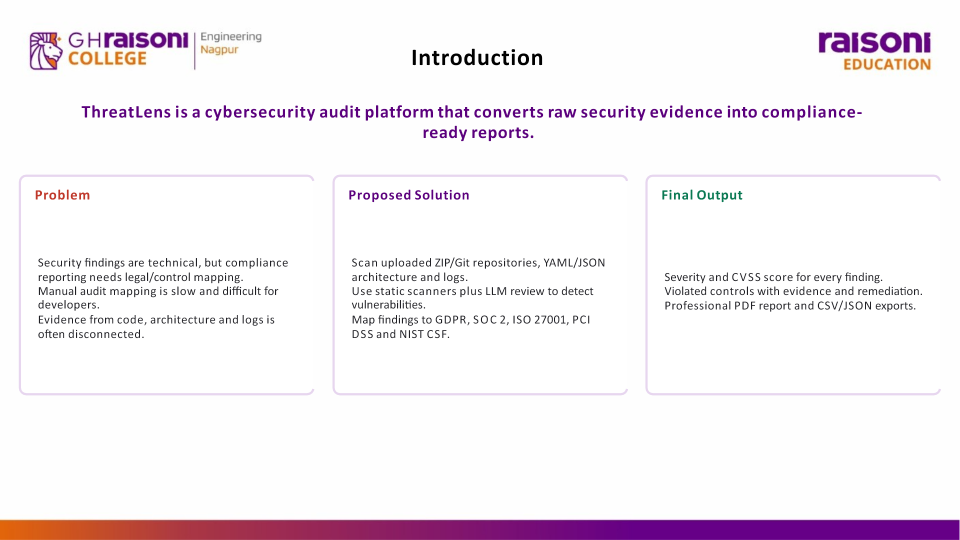 GHraisoni
COLLEGE
Engineering
Nagpur
Introduction
raisoni
EDUCATION
ThreatLens is a cybersecurity audit platform that converts raw security evidence into compliance-
ready reports.
Problem
Security findings are technical, but compliance
reporting needs legal/control mapping.
Manual audit mapping is slow and difficult for
developers.
Evidence from code, architecture and logs is
often disconnected.
Proposed Solution
Scan uploaded ZIP/Git repositories, YAML/JSON
architecture and logs.
Use static scanners plus LLM review to detect
vulnerabilities.
Map findings to GDPR, SOC 2, ISO 27001, PCI
DSS and NIST CSF.
Final Output
Severity and CVSS score for every finding.
Violated controls with evidence and remediation.
Professional PDF report and CSV/JSON exports.